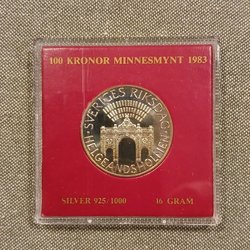 100 KRONOR MINNESMYNT 1983
SVERIGES RIKSDAG
HELGEANDSHOLMEN
SILVER 925/1000 16 GRAM